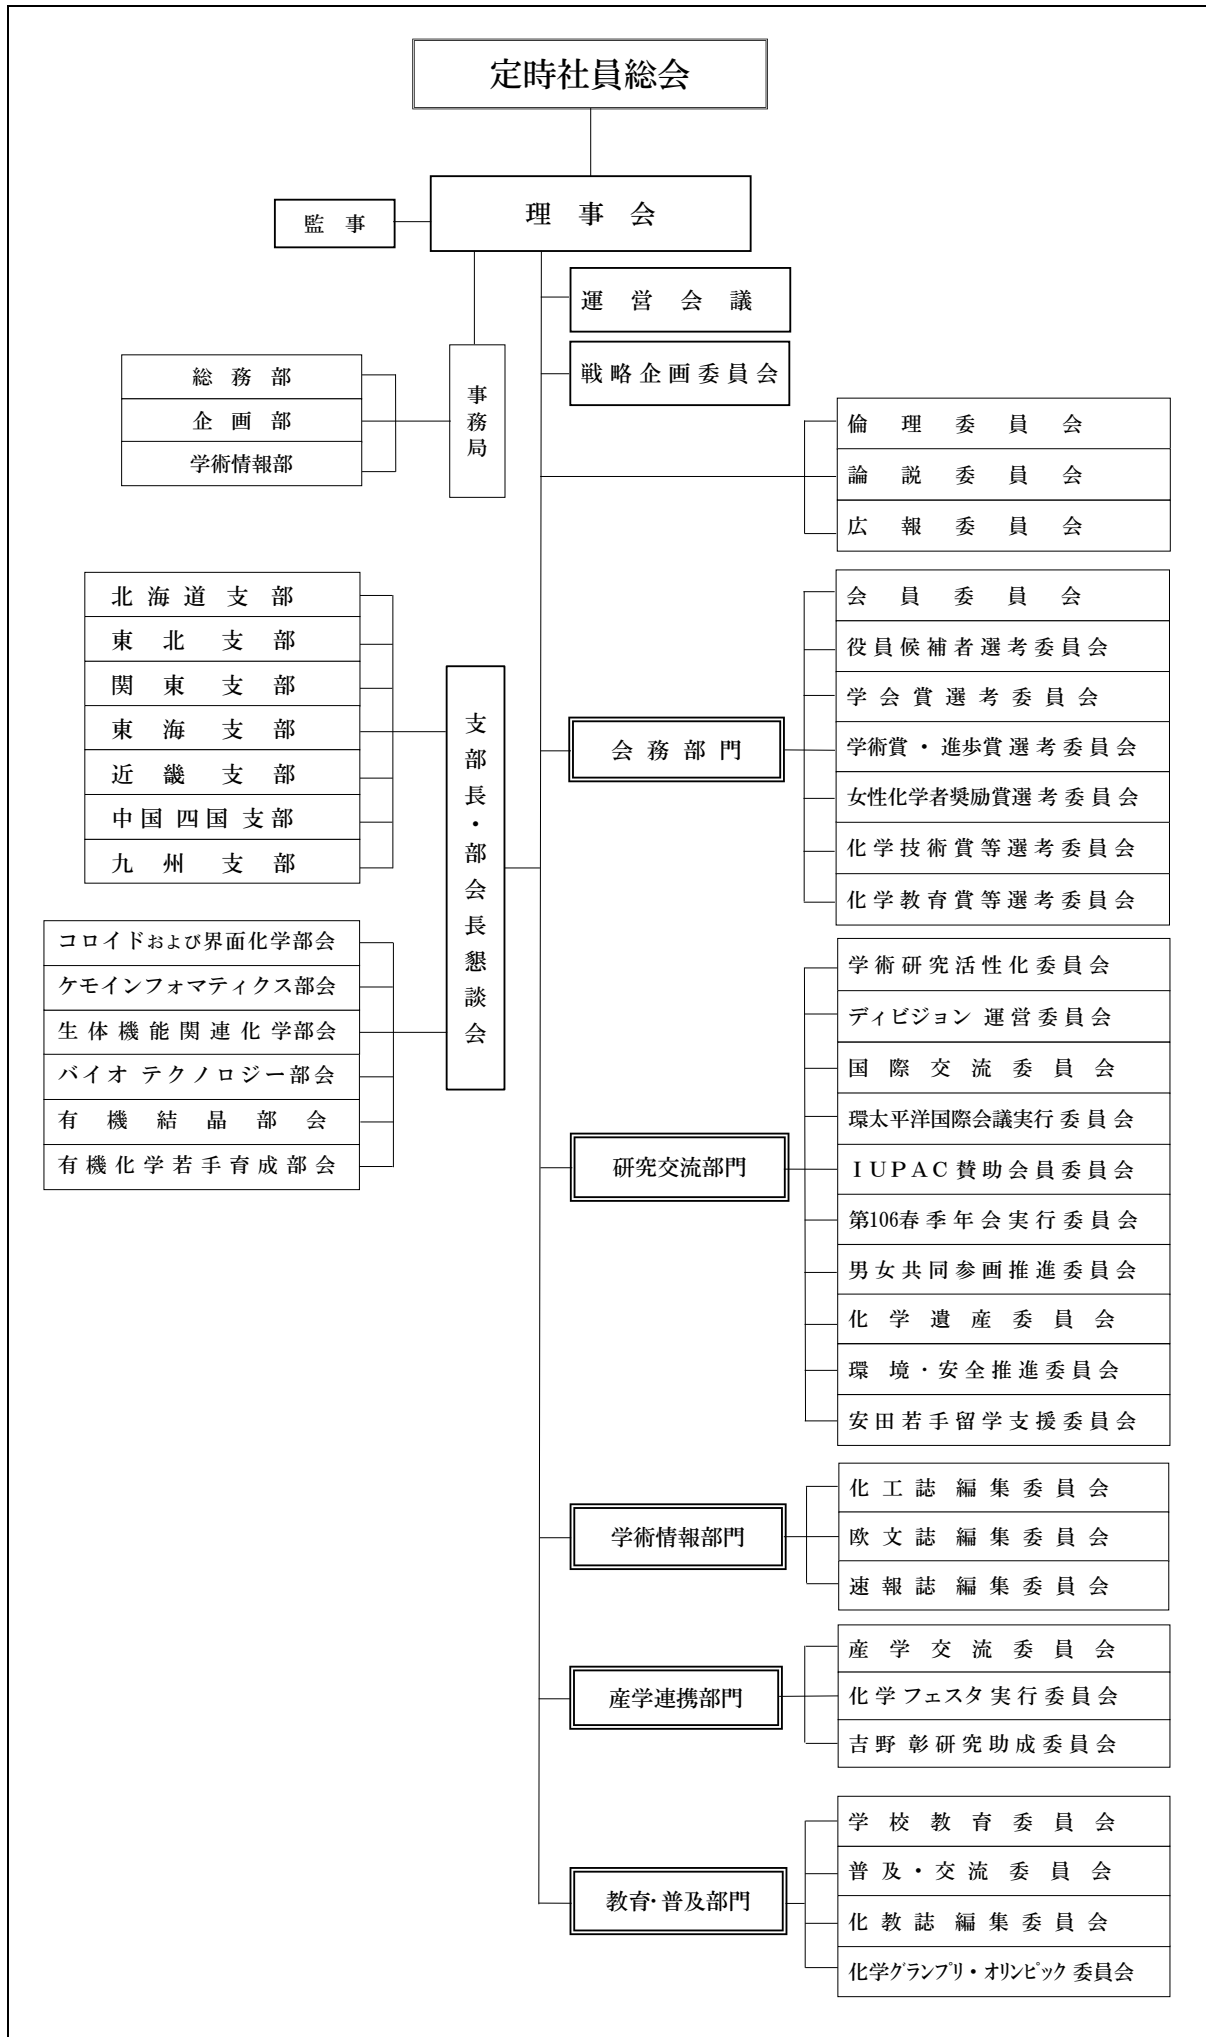 定時社員総会
理事会
監事
運営会議
戦略企画委員会
事務局
総務部
企画部
学術情報部
倫理委員会
論説委員会
広報委員会
北海道支部
東北支部
関東支部
東海支部
近畿支部
中国四国支部
九州支部
支部長・部会長懇談会
コロイドおよび界面化学部会
ケモインフォマティクス部会
生体機能関連化学部会
バイオテクノロジー部会
有機結晶部会
有機化学若手育成部会
会務部門
会員委員会
役員候補者選考委員会
学会賞選考委員会
学術賞・進歩賞選考委員会
女性化学者奨励賞選考委員会
化学技術賞等選考委員会
化学教育賞等選考委員会
研究交流部門
学術研究活性化委員会
ディビジョン運営委員会
国際交流委員会
環太平洋国際会議実行委員会
IUPAC賛助会員委員会
第106春季年会実行委員会
男女共同参画推進委員会
化学遺産委員会
環境・安全推進委員会
安田若手留学支援委員会
学術情報部門
化工誌編集委員会
欧文誌編集委員会
速報誌編集委員会
産学連携部門
産学交流委員会
化学フェスタ実行委員会
吉野彰研究助成委員会
教育・普及部門
学校教育委員会
普及・交流委員会
化教誌編集委員会
化学グランプリ・オリンピック委員会